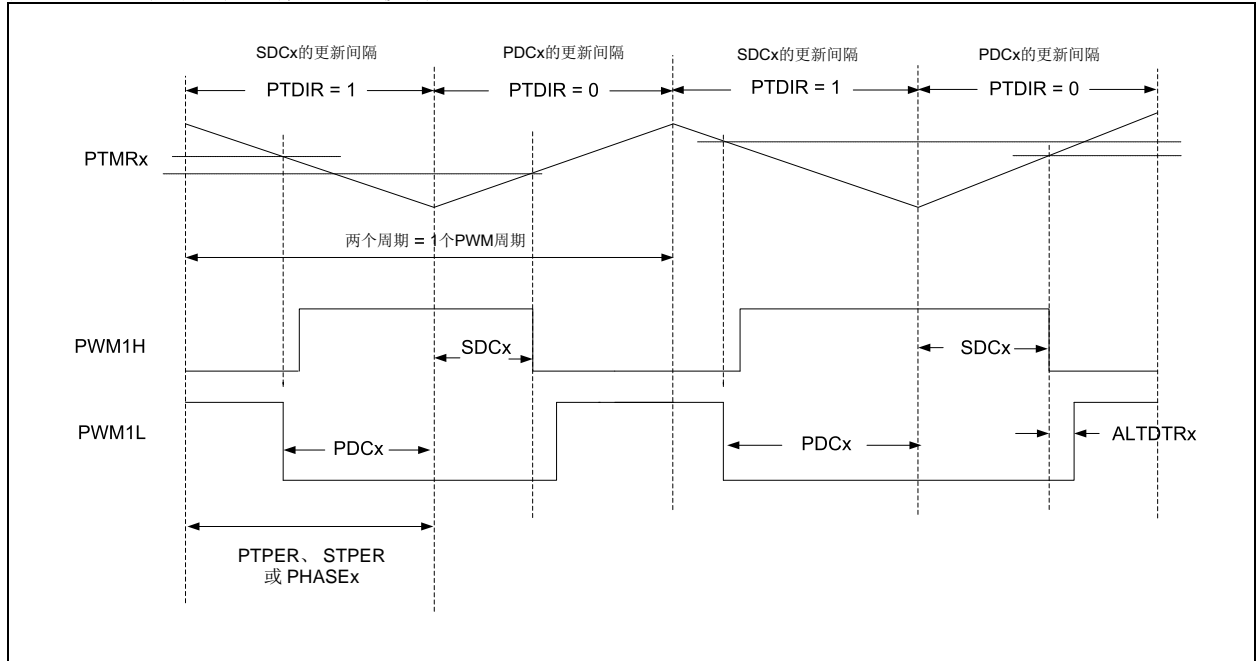 SDCx的更新间隔
PDCx的更新间隔
SDCx的更新间隔
PDCx的更新间隔
PTDIR = 1
PTDIR = 0
PTDIR = 1
PTDIR = 0
PTMRx
两个周期 = 1个PWM周期
PWM1H
SDCx
SDCx
PWM1L
PDCx
PDCx
ALTDTRx
PTPER、 STPER
或 PHASEx